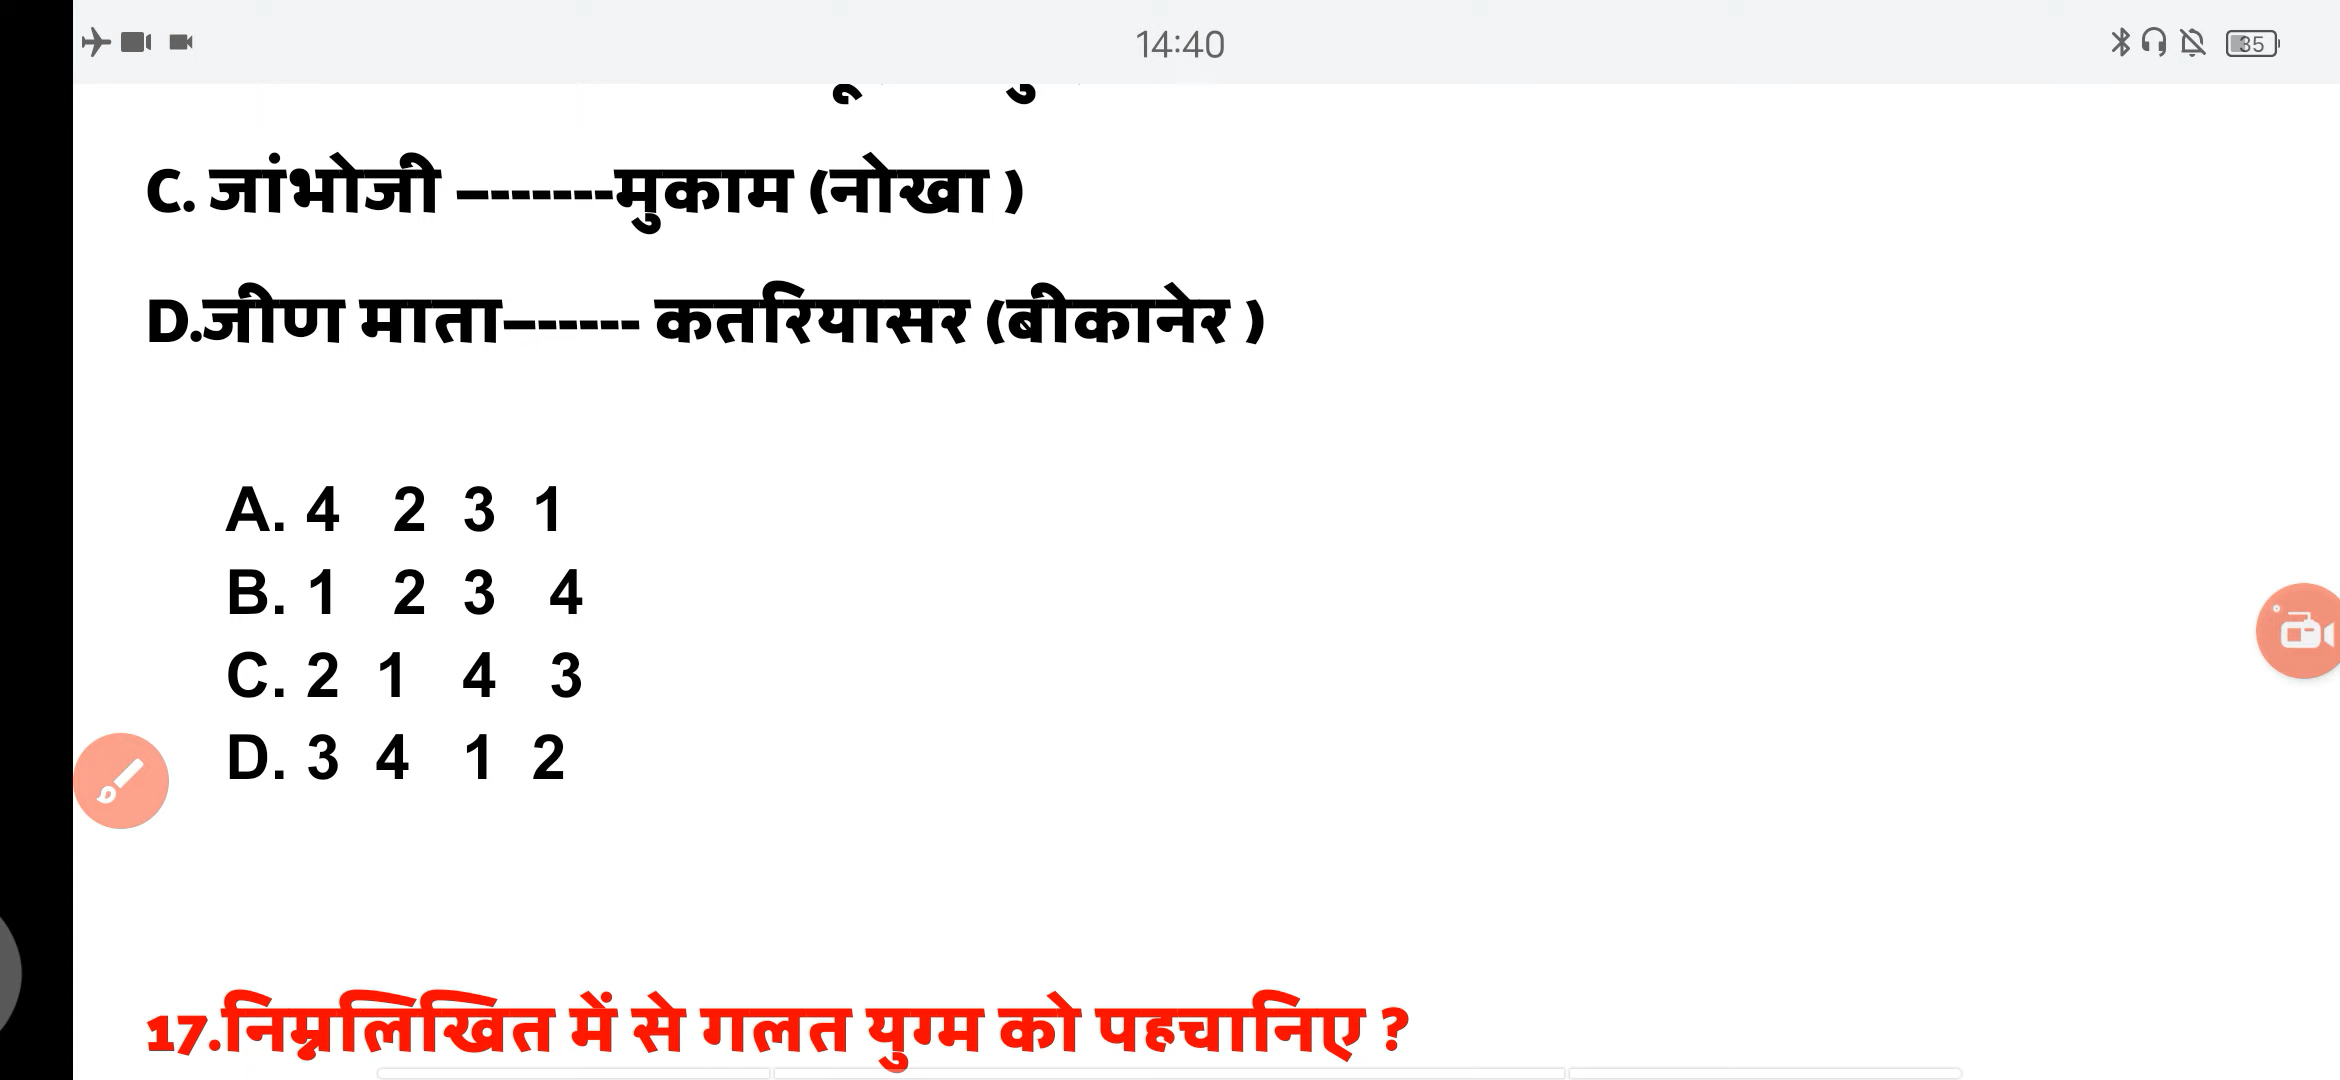 14:40
35
C. जांभोजी –------मुकाम (नोखा )
D.जीण माता–------ कतरियासर (बीकानेर )
A. 4 2 3 1
B. 1 2 3 4
C. 2 1 4 3
D. 3 4 1 2
17.निम्नलिखित में से गलत युग्म को पहचानिए ?